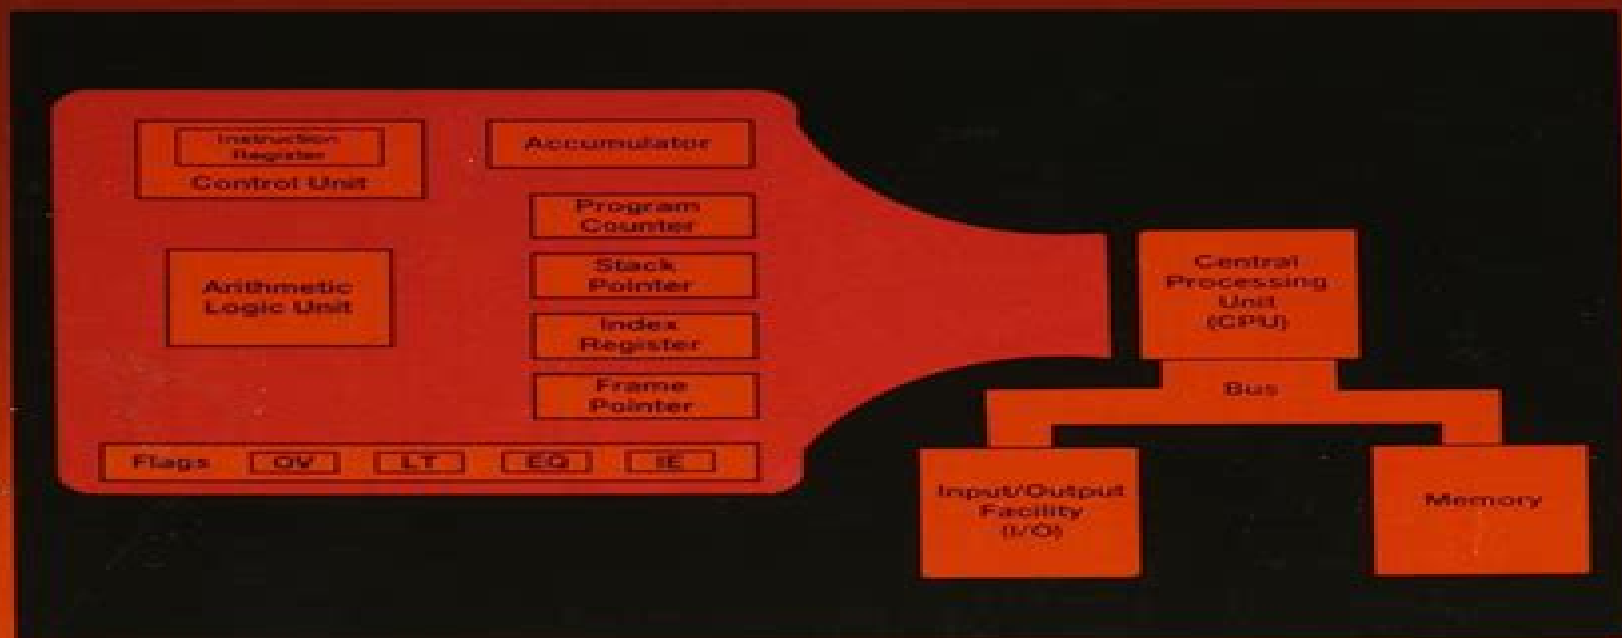 Instruction
Register
Control Unit
Accumulator
Program
Counter
Arithmetic
Logic Unit
Stack
Pointer
Index
Register
Frame
Pointer
Flags OV LT EQ IE
Central
Processing
Unit
(CPU)
Bus
Input/Output
Facility
(I/O)
Memory